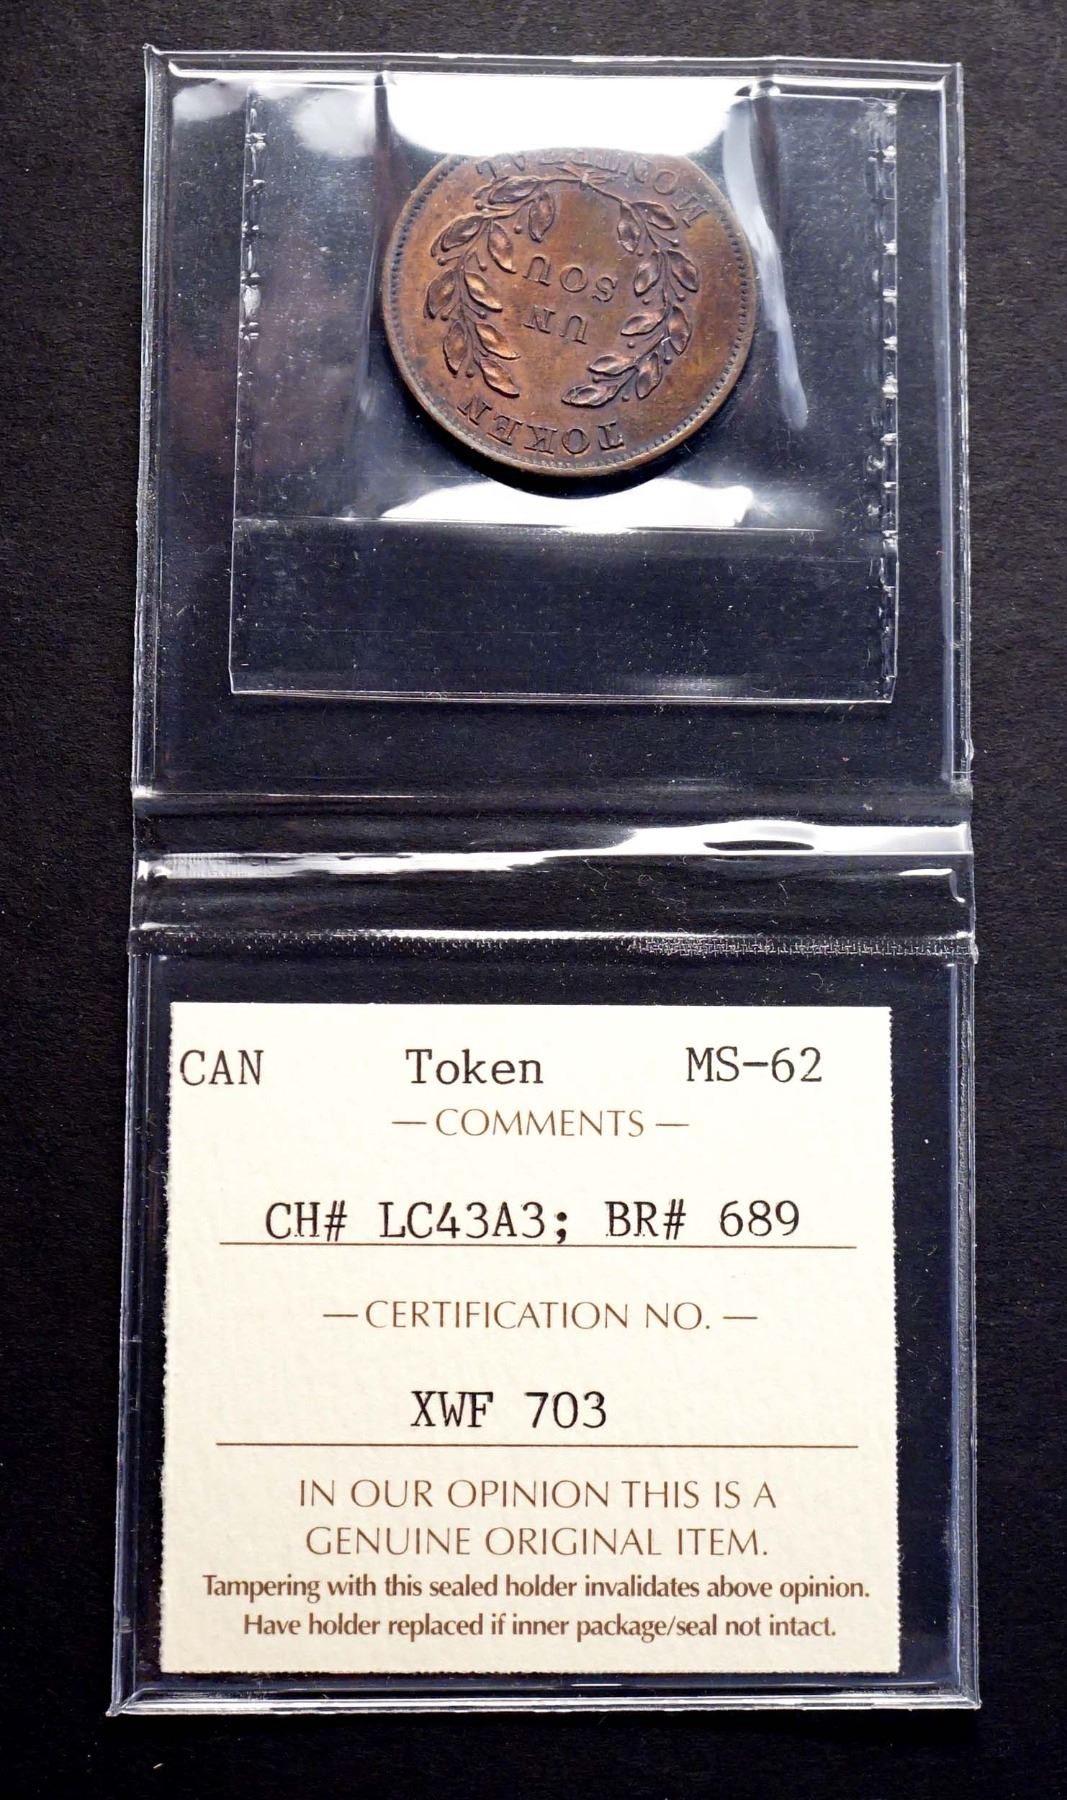 TOKEN
UN
SOU
MONTREAL
CAN Token MS-62
— COMMENTS —
CH# LC43A3; BR# 689
— CERTIFICATION NO. —
XWF 703
IN OUR OPINION THIS IS A
GENUINE ORIGINAL ITEM.
Tampering with this sealed holder invalidates above opinion.
Have holder replaced if inner package/seal not intact.